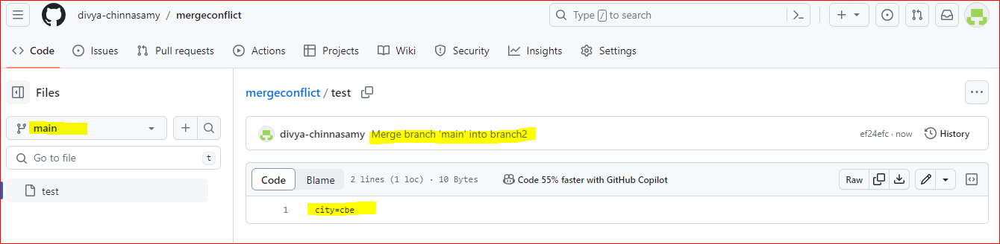 divya-chinnasamy / mergeconflict
Type / to search
Code Issues Pull requests Actions Projects Wiki Security Insights Settings
Files
mergeconflict / test
main
divya-chinnasamy Merge branch 'main' into branch2 ef24efc · now History
Go to file t
Code Blame 2 lines (1 loc) · 10 Bytes Code 55% faster with GitHub Copilot Raw
test
1 city=cbe